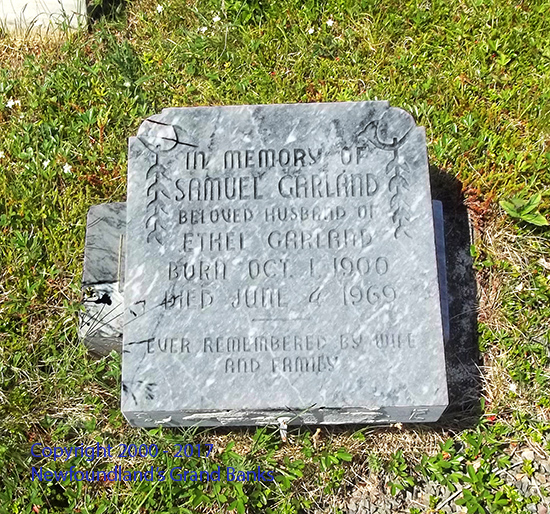 IN MEMORY OF
SAMUEL GARLAND
BELOVED HUSBAND OF
ETHEL GARLAND
BORN OCT. 1, 1900
DIED JUNE 4, 1969
EVER REMEMBERED BY WIFE
AND FAMILY
Copyright 2000 - 2017
Newfoundland's Grand Banks